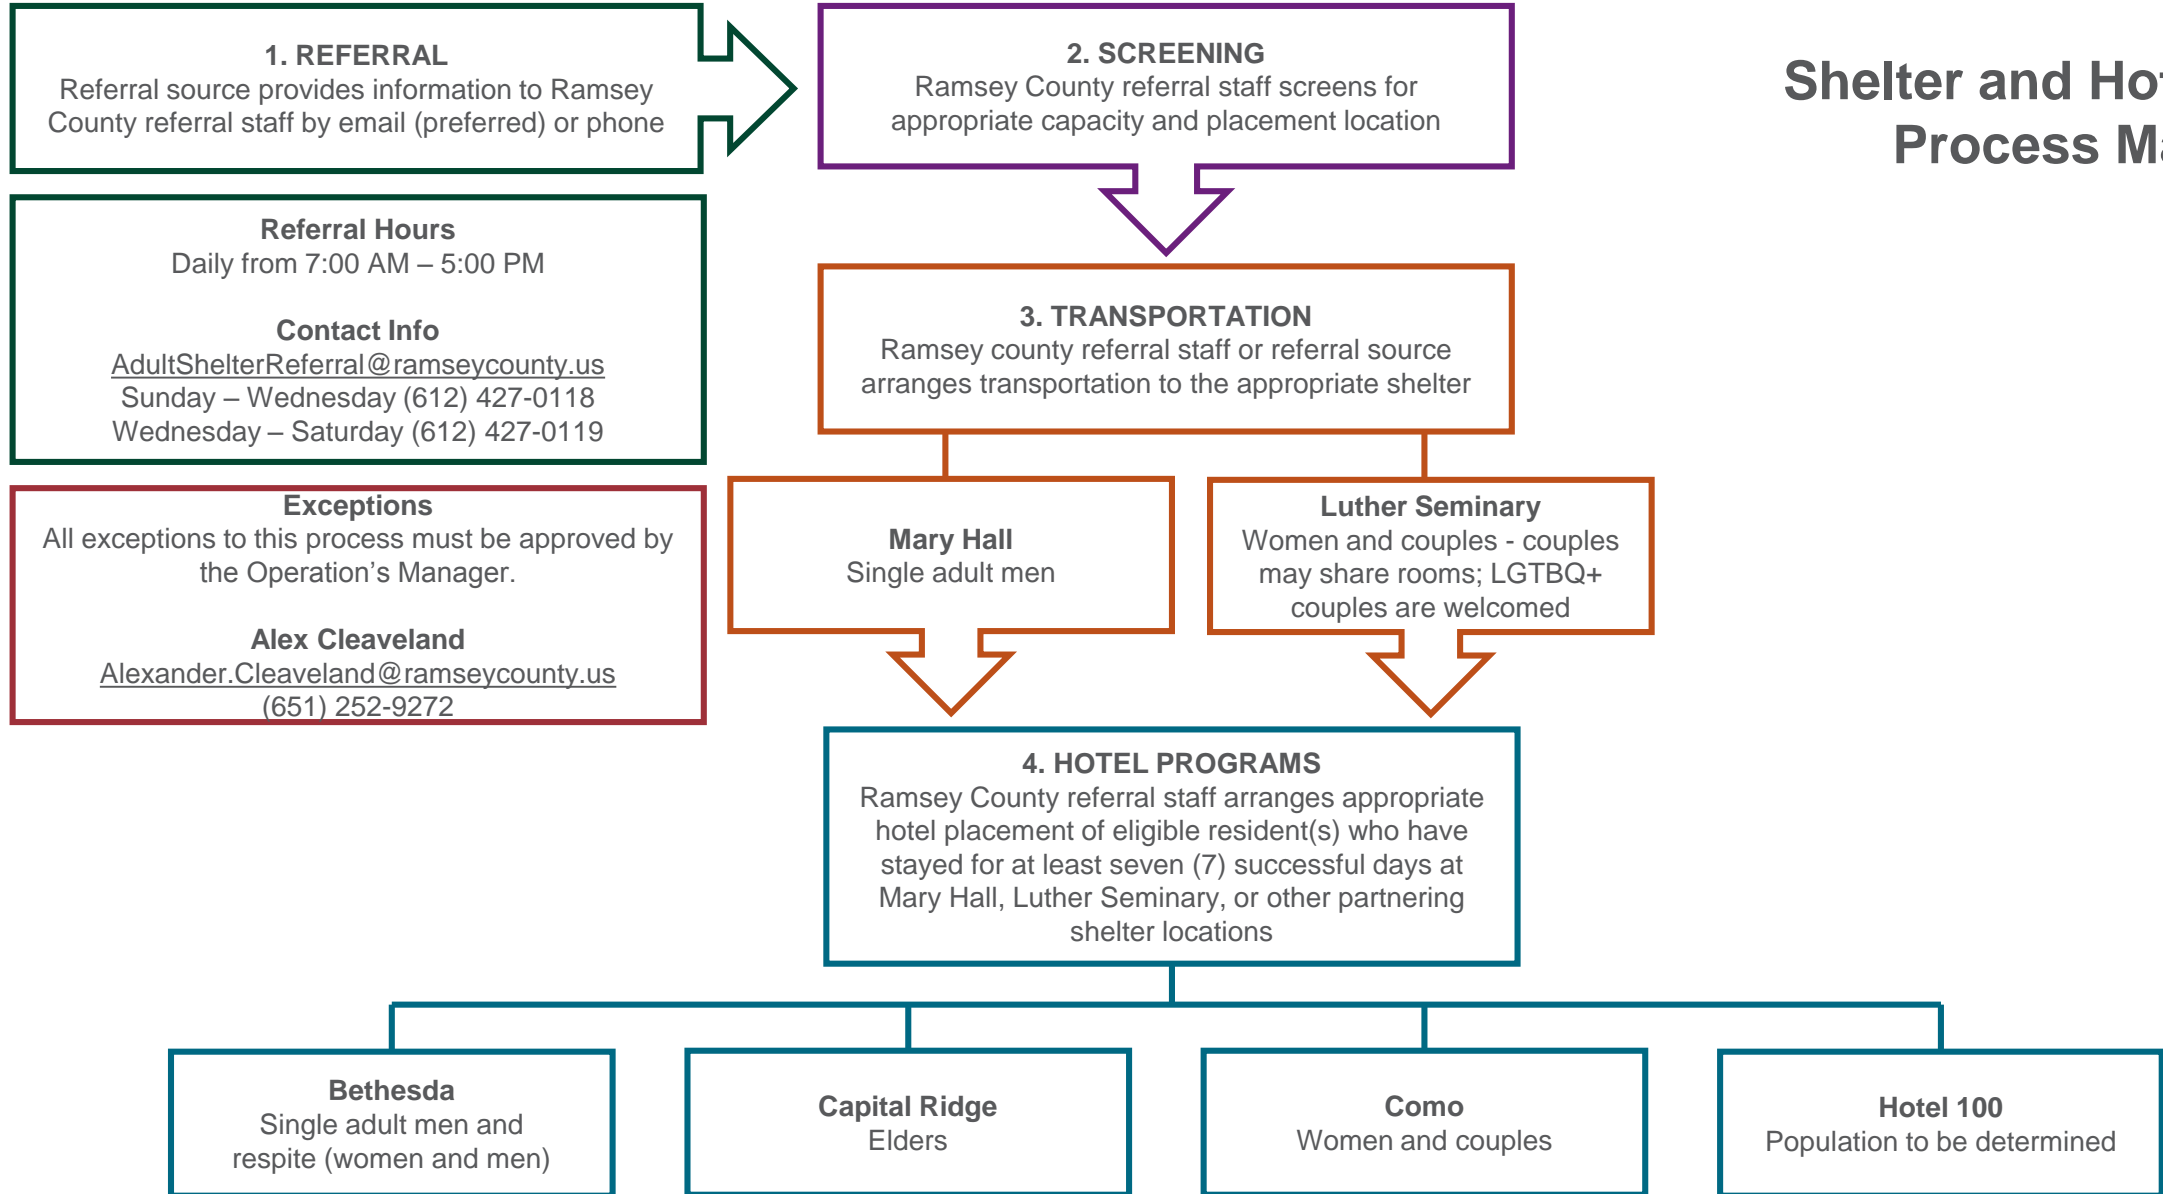 1. REFERRAL
Referral source provides information to Ramsey
County referral staff by email (preferred) or phone
2. SCREENING
Ramsey County referral staff screens for
appropriate capacity and placement location
Shelter and Hot
Process Ma
Referral Hours
Daily from 7:00 AM – 5:00 PM
Contact Info
AdultShelterReferral@ramseycounty.us
Sunday – Wednesday (612) 427-0118
Wednesday – Saturday (612) 427-0119
3. TRANSPORTATION
Ramsey county referral staff or referral source
arranges transportation to the appropriate shelter
Exceptions
All exceptions to this process must be approved by
the Operation’s Manager.
Alex Cleaveland
Alexander.Cleaveland@ramseycounty.us
(651) 252-9272
Mary Hall
Single adult men
Luther Seminary
Women and couples - couples
may share rooms; LGTBQ+
couples are welcomed
4. HOTEL PROGRAMS
Ramsey County referral staff arranges appropriate
hotel placement of eligible resident(s) who have
stayed for at least seven (7) successful days at
Mary Hall, Luther Seminary, or other partnering
shelter locations
Bethesda
Single adult men and
respite (women and men)
Capital Ridge
Elders
Como
Women and couples
Hotel 100
Population to be determined